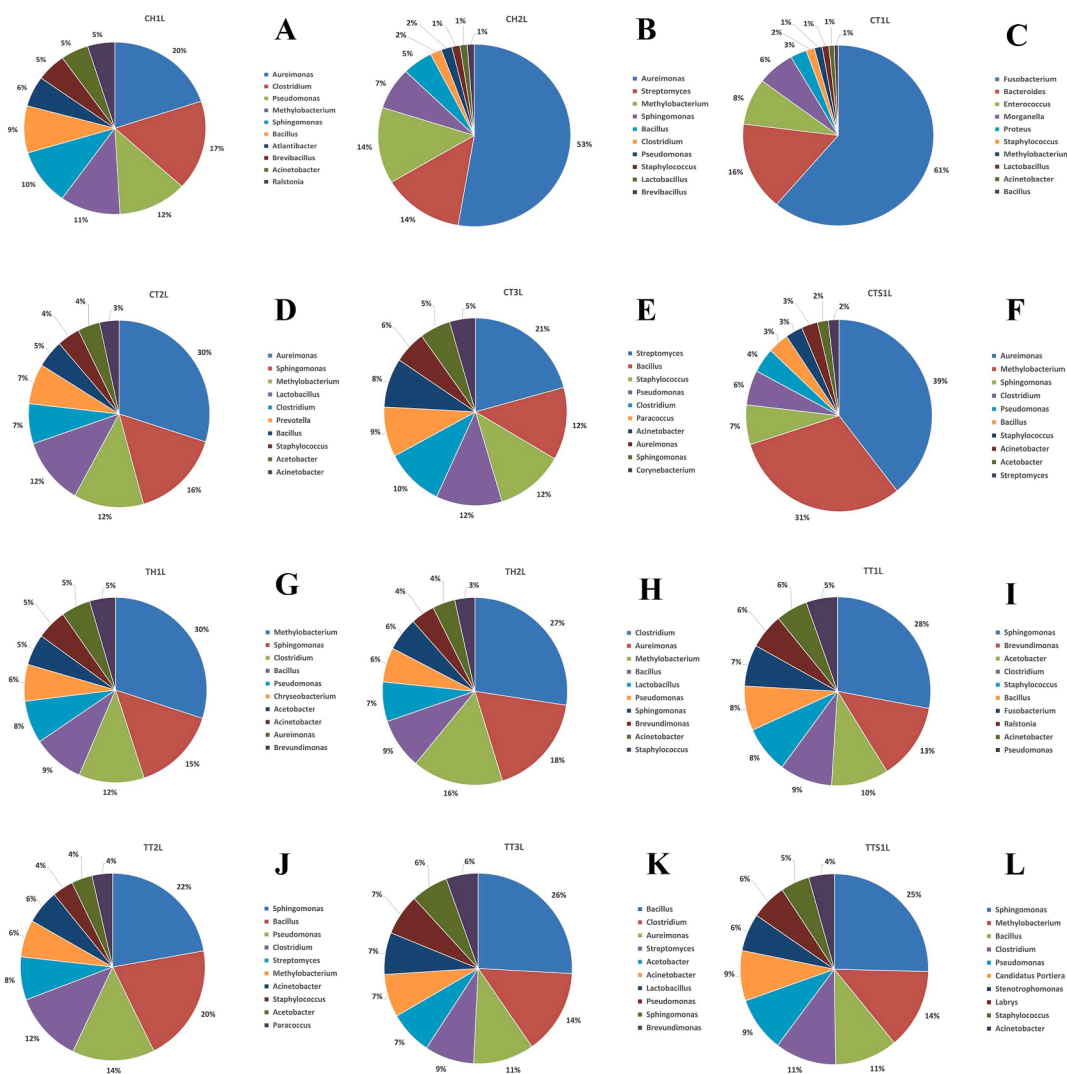 CH1L
A
5%
5%
5%
6%
9%
10%
11%
12%
17%
20%
Aureimonas
Clostridium
Pseudomonas
Methylobacterium
Sphingomonas
Bacillus
Atlantibacter
Brevibacillus
Acinetobacter
Ralstonia
CH2L
B
1%
1%
1%
2%
2%
5%
7%
14%
14%
53%
Aureimonas
Streptomyces
Methylobacterium
Sphingomonas
Bacillus
Clostridium
Pseudomonas
Staphylococcus
Lactobacillus
Brevibacillus
CT1L
C
1%
1%
1%
1%
2%
3%
6%
8%
16%
61%
Fusobacterium
Bacteroides
Enterococcus
Morganella
Proteus
Staphylococcus
Methylobacterium
Lactobacillus
Acinetobacter
Bacillus
CT2L
D
3%
4%
4%
5%
7%
7%
12%
12%
16%
30%
Aureimonas
Sphingomonas
Methylobacterium
Lactobacillus
Clostridium
Prevotella
Bacillus
Staphylococcus
Acetobacter
Acinetobacter
CT3L
E
5%
5%
6%
8%
9%
10%
12%
12%
12%
21%
Streptomyces
Bacillus
Staphylococcus
Pseudomonas
Clostridium
Paracoccus
Acinetobacter
Aureimonas
Sphingomonas
Corynebacterium
CTS1L
F
2%
2%
3%
3%
3%
4%
6%
7%
31%
39%
Aureimonas
Methylobacterium
Sphingomonas
Clostridium
Pseudomonas
Bacillus
Staphylococcus
Acinetobacter
Acetobacter
Streptomyces
TH1L
G
5%
5%
5%
5%
6%
8%
9%
12%
15%
30%
Methylobacterium
Sphingomonas
Clostridium
Bacillus
Pseudomonas
Chryseobacterium
Acetobacter
Acinetobacter
Aureimonas
Brevundimonas
TH2L
H
3%
4%
4%
6%
6%
7%
9%
16%
18%
27%
Clostridium
Aureimonas
Methylobacterium
Bacillus
Lactobacillus
Pseudomonas
Sphingomonas
Brevundimonas
Acinetobacter
Staphylococcus
TT1L
I
5%
6%
6%
7%
8%
8%
9%
10%
13%
28%
Sphingomonas
Brevundimonas
Acetobacter
Clostridium
Staphylococcus
Bacillus
Fusobacterium
Ralstonia
Acinetobacter
Pseudomonas
TT2L
J
4%
4%
4%
6%
6%
8%
12%
14%
20%
22%
Sphingomonas
Bacillus
Pseudomonas
Clostridium
Streptomyces
Methylobacterium
Acinetobacter
Staphylococcus
Acetobacter
Paracoccus
TT3L
K
6%
6%
7%
7%
7%
7%
9%
11%
14%
26%
Bacillus
Clostridium
Aureimonas
Streptomyces
Acetobacter
Acinetobacter
Lactobacillus
Pseudomonas
Sphingomonas
Brevundimonas
TTS1L
L
4%
5%
6%
6%
9%
9%
11%
11%
14%
25%
Sphingomonas
Methylobacterium
Bacillus
Clostridium
Pseudomonas
Candidatus Portiera
Stenotrophomonas
Labrys
Staphylococcus
Acinetobacter